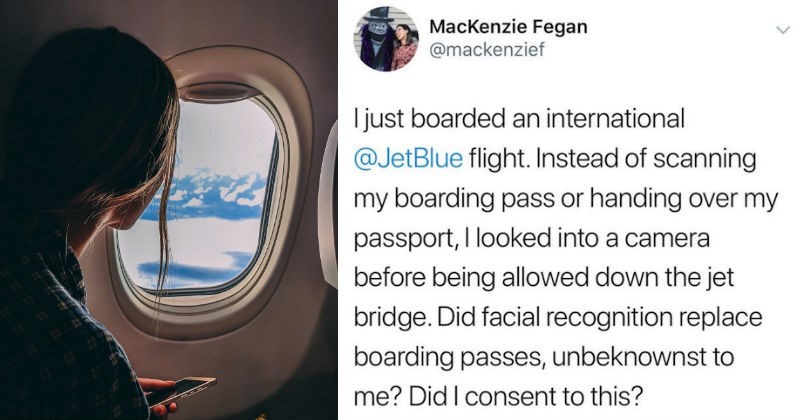 MacKenzie Fegan
@mackenzief
I just boarded an international
@JetBlue flight. Instead of scanning
my boarding pass or handing over my
passport, I looked into a camera
before being allowed down the jet
bridge. Did facial recognition replace
boarding passes, unbeknownst to
me? Did I consent to this?